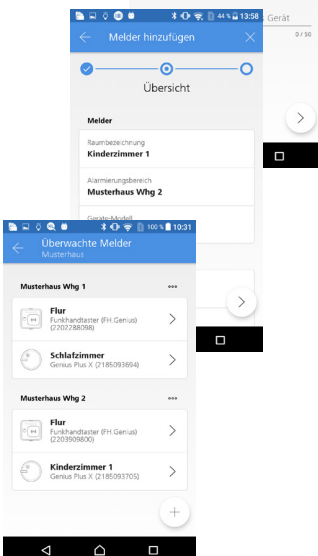 Gerät
0 / 50
44 % 13:58
Melder hinzufügen
Übersicht
Melder
Raumbezeichnung
Kinderzimmer 1
Alarmierungsbereich
Musterhaus Whg 2
Geräte-Modell
100 % 10:31
Überwachte Melder
Musterhaus
Musterhaus Whg 1
Flur
Funkhandtaster (FH.Genius)
(2202288098)
Schlafzimmer
Genius Plus X (2185093694)
Musterhaus Whg 2
Flur
Funkhandtaster (FH.Genius)
(2203909800)
Kinderzimmer 1
Genius Plus X (2185093705)